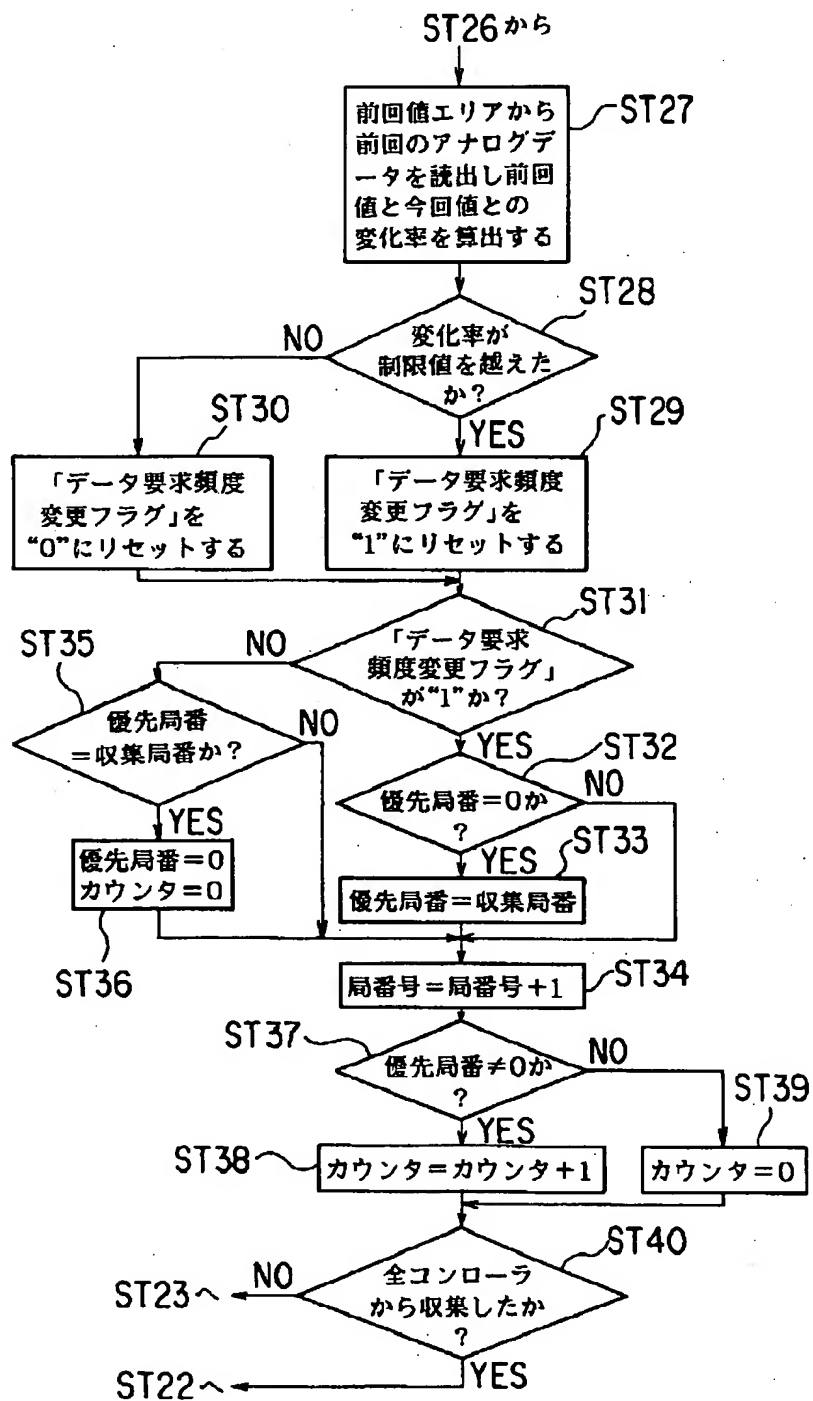 ST26から
前回値エリアから
前回のアナログデ
ータを読出し前回
値と今回値との
変化率を算出する
ST27
変化率が
制限値を越えた
か?
ST28
NO
YES
ST30
「データ要求頻度
変更フラグ」を
“0”にリセットする
ST29
「データ要求頻度
変更フラグ」を
“1”にリセットする
ST31
「データ要求
頻度変更フラグ」
が“1”か?
NO
YES
ST35
優先局番
=収集局番か?
NO
YES
ST32
優先局番=0か
?
NO
YES
ST33
優先局番=収集局番
優先局番=0
カウンタ=0
ST36
局番号=局番号+1
ST34
ST37
優先局番≠0か
?
NO
YES
ST38
カウンタ=カウンタ+1
ST39
カウンタ=0
ST40
全コンローラ
から収集したか
?
NO
ST23へ
YES
ST22へ